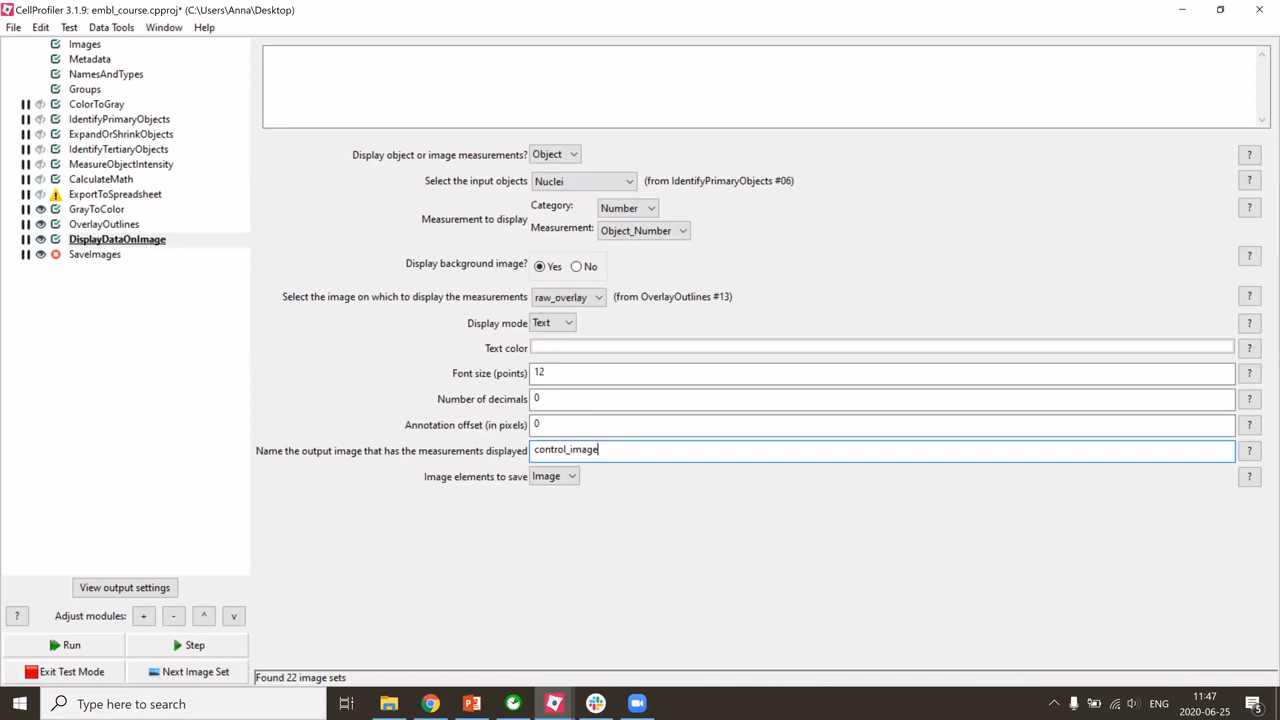 CellProfiler 3.1.9: embl_course.cpproj* (C:\Users\Anna\Desktop)
File Edit Test Data Tools Window Help
Images
Metadata
NamesAndTypes
Groups
ColorToGray
IdentifyPrimaryObjects
ExpandOrShrinkObjects
IdentifyTertiaryObjects
MeasureObjectIntensity
CalculateMath
ExportToSpreadsheet
GrayToColor
OverlayOutlines
DisplayDataOnImage
SaveImages
View output settings
? Adjust modules: + - ^ v
Run Step
Exit Test Mode Next Image Set
Display object or image measurements? Object ?
Select the input objects Nuclei (from IdentifyPrimaryObjects #06) ?
Measurement to display Category: Number ?
Measurement: Object_Number
Display background image? Yes No ?
Select the image on which to display the measurements raw_overlay (from OverlayOutlines #13) ?
Display mode Text ?
Text color ?
Font size (points) 12 ?
Number of decimals 0 ?
Annotation offset (in pixels) 0 ?
Name the output image that has the measurements displayed control_image ?
Image elements to save Image ?
Found 22 image sets
Type here to search
ENG 11:47
2020-06-25